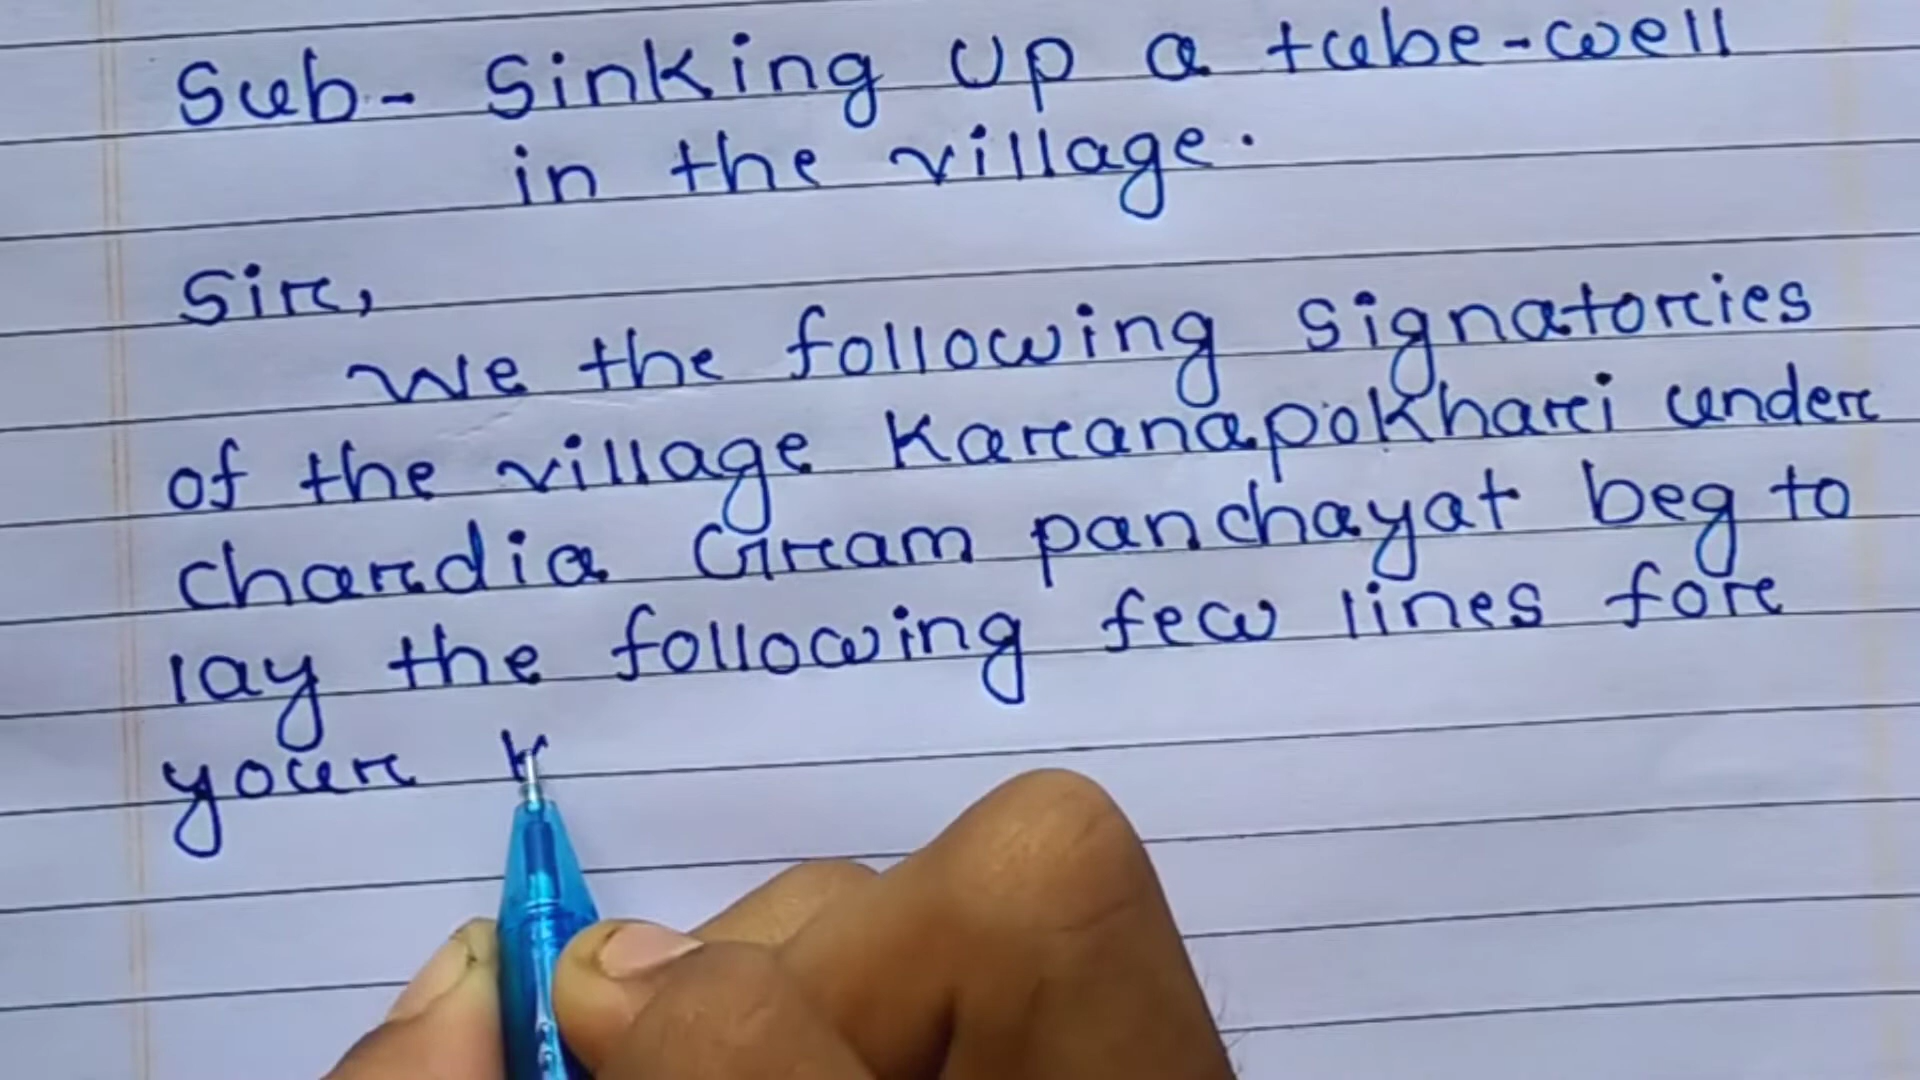 Sub- Sinking up a tube-well
in the village.
Sir,
We the following signatories
of the village Karanapokhari under
chardia Gram panchayat beg to
lay the following few lines for
your k